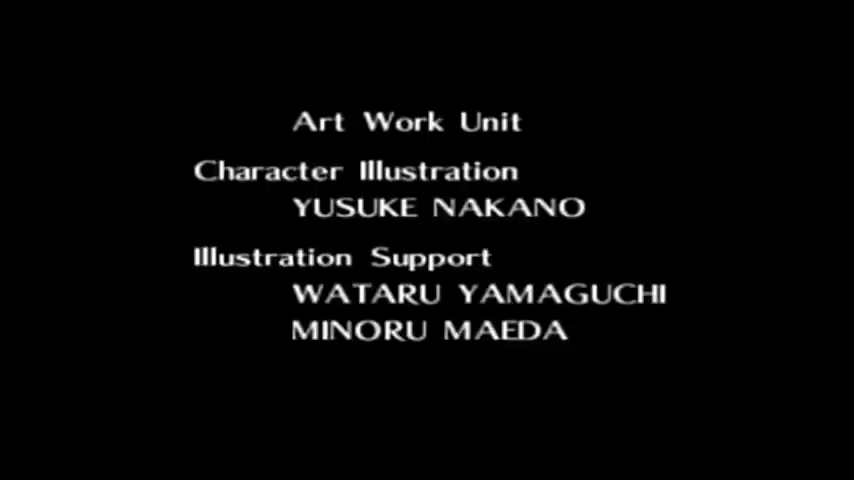 Art Work Unit
Character Illustration
YUSUKE NAKANO
Illustration Support
WATARU YAMAGUCHI
MINORU MAEDA